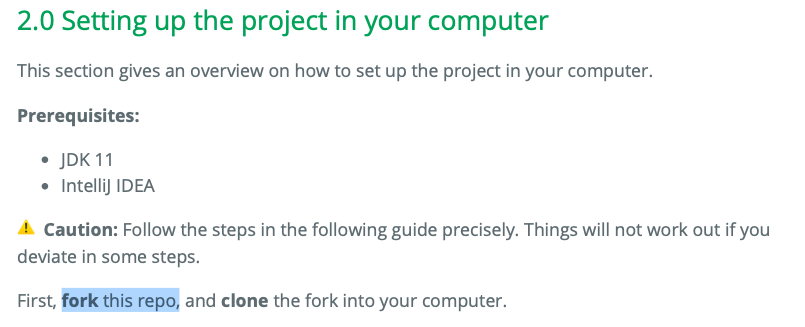 2.0 Setting up the project in your computer
This section gives an overview on how to set up the project in your computer.
Prerequisites:
• JDK 11
• IntelliJ IDEA
⚠ Caution: Follow the steps in the following guide precisely. Things will not work out if you
deviate in some steps.
First, fork this repo, and clone the fork into your computer.